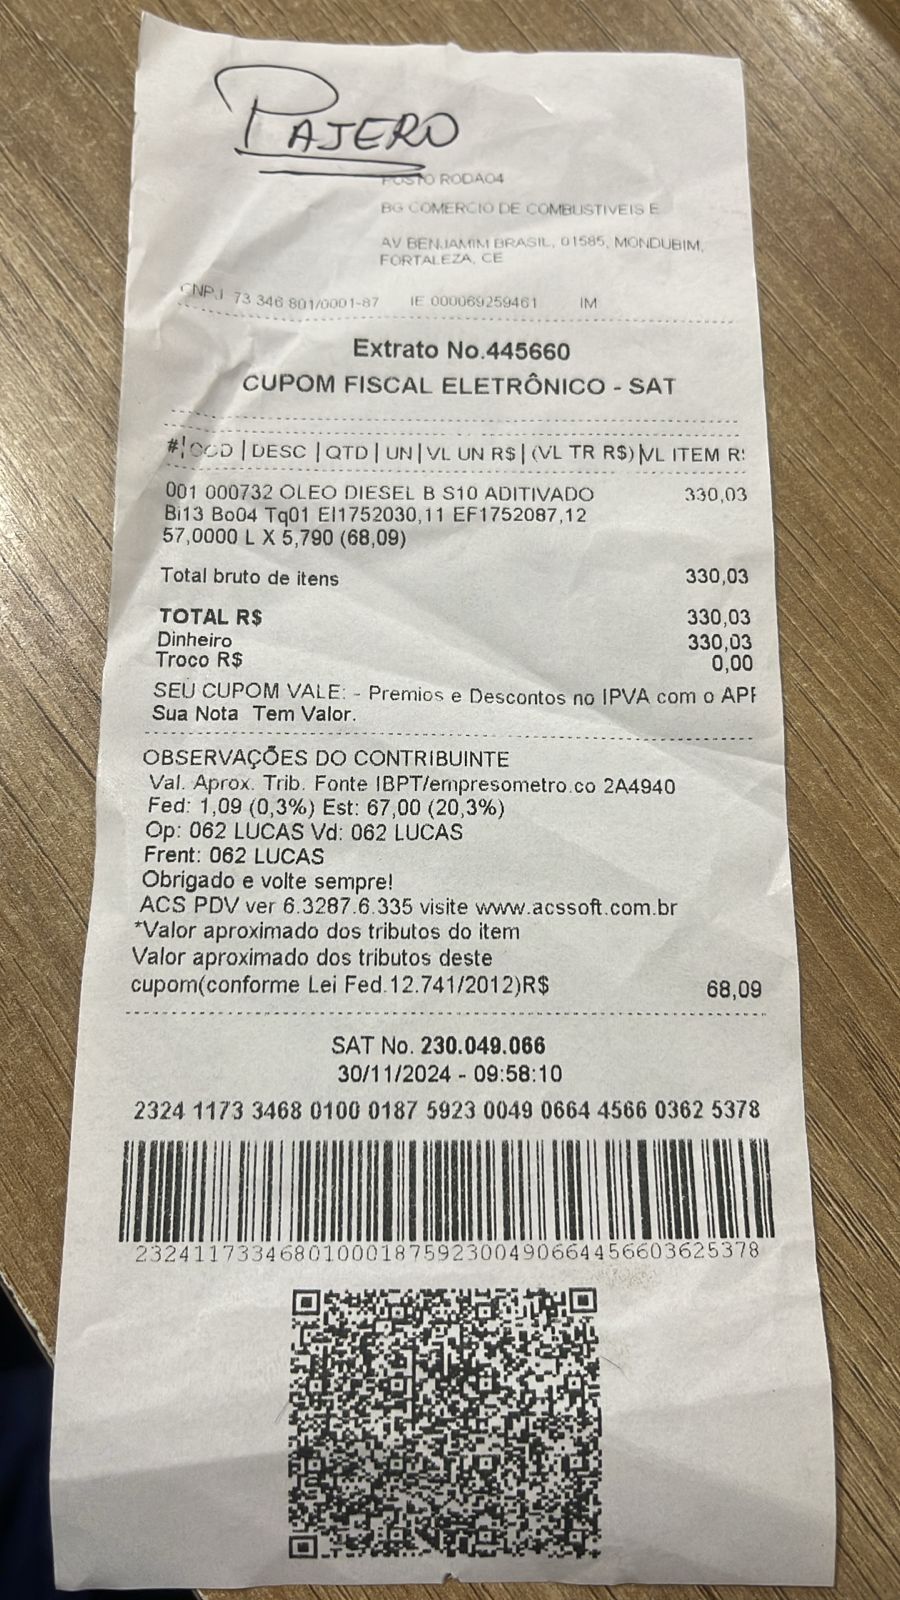 PAJERO
POSTO RODAO4
BG COMERCIO DE COMBUSTIVEIS E
AV BENJAMIM BRASIL, 01585, MONDUBIM,
FORTALEZA, CE
CNPJ 73 346 801/0001-87 IE 000069259461 IM
Extrato No.445660
CUPOM FISCAL ELETRÔNICO - SAT
#|COD | DESC | QTD | UN | VL UN R$ | (VL TR R$) | VL ITEM R$
001 000732 OLEO DIESEL B S10 ADITIVADO 330,03
Bi13 Bo04 Tq01 EI1752030,11 EF1752087,12
57,0000 L X 5,790 (68,09)
Total bruto de itens 330,03
TOTAL R$ 330,03
Dinheiro 330,03
Troco R$ 0,00
SEU CUPOM VALE: - Premios e Descontos no IPVA com o APP
Sua Nota Tem Valor.
OBSERVAÇÕES DO CONTRIBUINTE
Val. Aprox. Trib. Fonte IBPT/empresometro.co 2A4940
Fed: 1,09 (0,3%) Est: 67,00 (20,3%)
Op: 062 LUCAS Vd: 062 LUCAS
Frent: 062 LUCAS
Obrigado e volte sempre!
ACS PDV ver 6.3287.6.335 visite www.acssoft.com.br
*Valor aproximado dos tributos do item
Valor aproximado dos tributos deste
cupom(conforme Lei Fed.12.741/2012)R$ 68,09
SAT No. 230.049.066
30/11/2024 - 09:58:10
2324 1173 3468 0100 0187 5923 0049 0664 4566 0362 5378
23241173346801000187592300490664456603625378